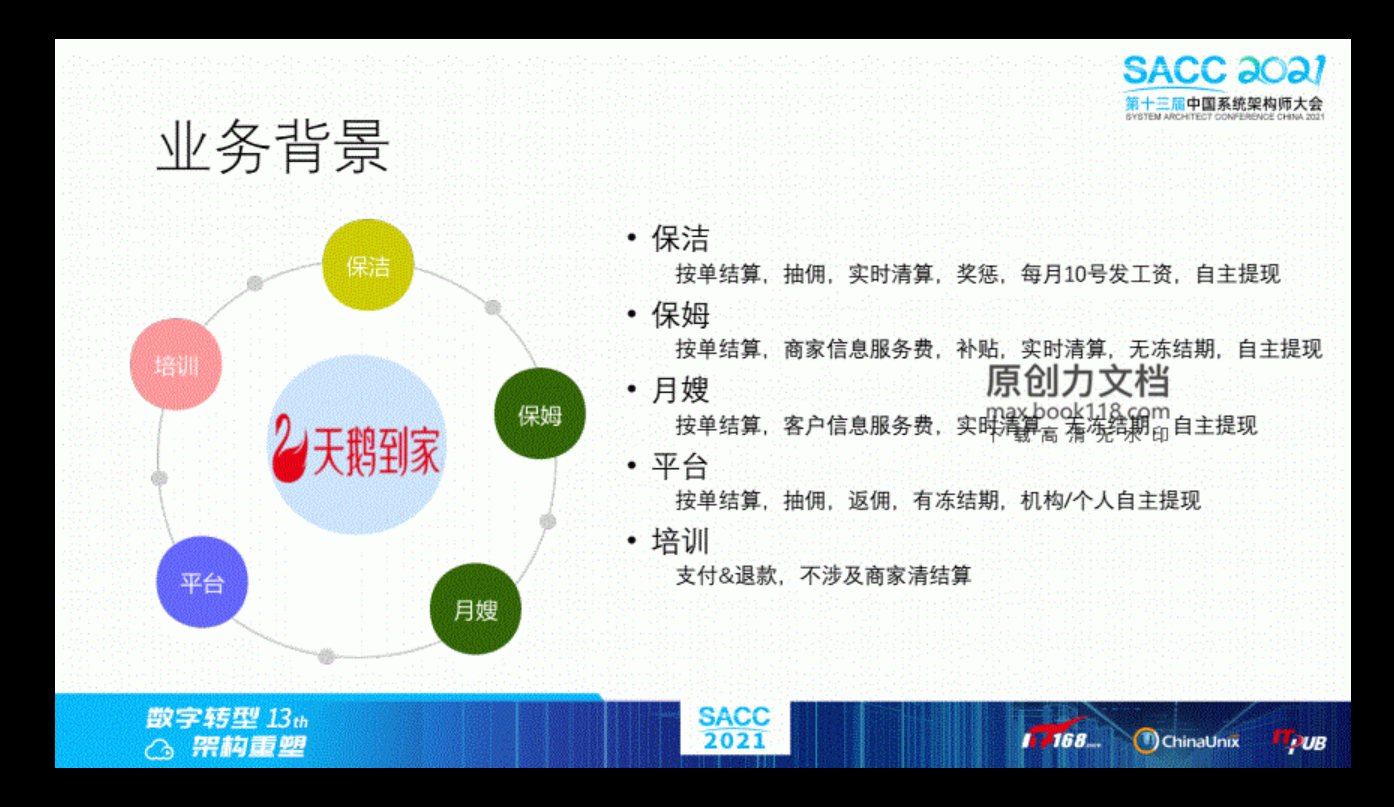 SACC 2021
第十三届中国系统架构师大会
SYSTEM ARCHITECT CONFERENCE CHINA 2021
业务背景
保洁
培训
保姆
天鹅到家
平台
月嫂
• 保洁
按单结算，抽佣，实时清算，奖惩，每月10号发工资，自主提现
• 保姆
按单结算，商家信息服务费，补贴，实时清算，无冻结期，自主提现
原创力文档
max.book118.com
下载高清无水印
• 月嫂
按单结算，客户信息服务费，实时清算，无冻结期，自主提现
• 平台
按单结算，抽佣，返佣，有冻结期，机构/个人自主提现
• 培训
支付&退款，不涉及商家清结算
数字转型 13th
架构重塑
SACC
2021
IT168
ChinaUnix
ITPUB